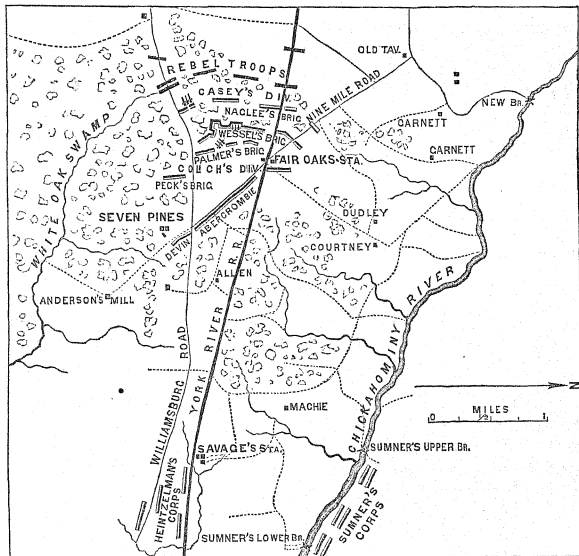 OLD TAV.
REBEL TROOPS
CASEY'S DIV.
NAGLEE'S BRIG.
NINE MILE ROAD
NEW BR.
GARNETT
WESSEL'S BRIG.
PALMER'S BRIG
GARNETT
FAIR OAKS STA.
COUCH'S DIV.
PECK'S BRIG
WHITE OAK SWAMP
SEVEN PINES
DEVIN
ABERCROMBIE
DUDLEY
COURTNEY
ALLEN
ANDERSON'S MILL
YORK RIVER R.R.
CHICKAHOMINY RIVER
N
MILES
0 1/2 1
WILLIAMSBURG ROAD
MACHIE
SAVAGE'S STA.
SUMNER'S UPPER BR.
HEINTZELMAN'S
CORPS
SUMNER'S
CORPS
SUMNER'S LOWER BR.